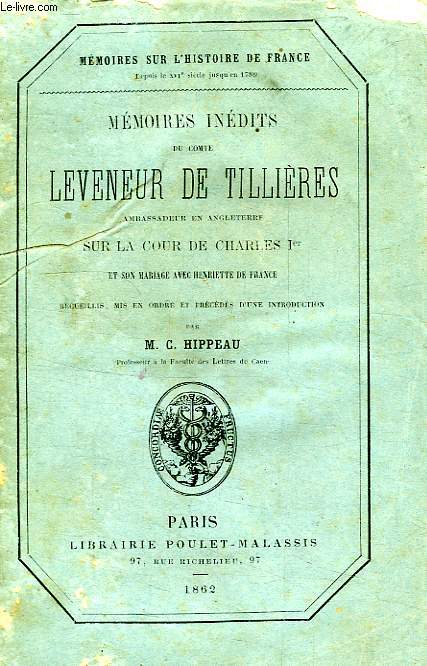 Le-livre.com
MÉMOIRES SUR L'HISTOIRE DE FRANCE
Depuis le XVIe siècle jusqu'en 1789
MÉMOIRES INÉDITS
DU COMTE
LEVENEUR DE TILLIÈRES
AMBASSADEUR EN ANGLETERRE
SUR LA COUR DE CHARLES Ier
ET SON MARIAGE AVEC HENRIETTE DE FRANCE
RECUEILLIS, MIS EN ORDRE ET PRÉCÉDÉS D'UNE INTRODUCTION
PAR
M. C. HIPPEAU
Professeur à la Faculté des Lettres de Caen
CONCORDIÆ FRUCTUS
PARIS
LIBRAIRIE POULET-MALASSIS
97, RUE RICHELIEU, 97
1862